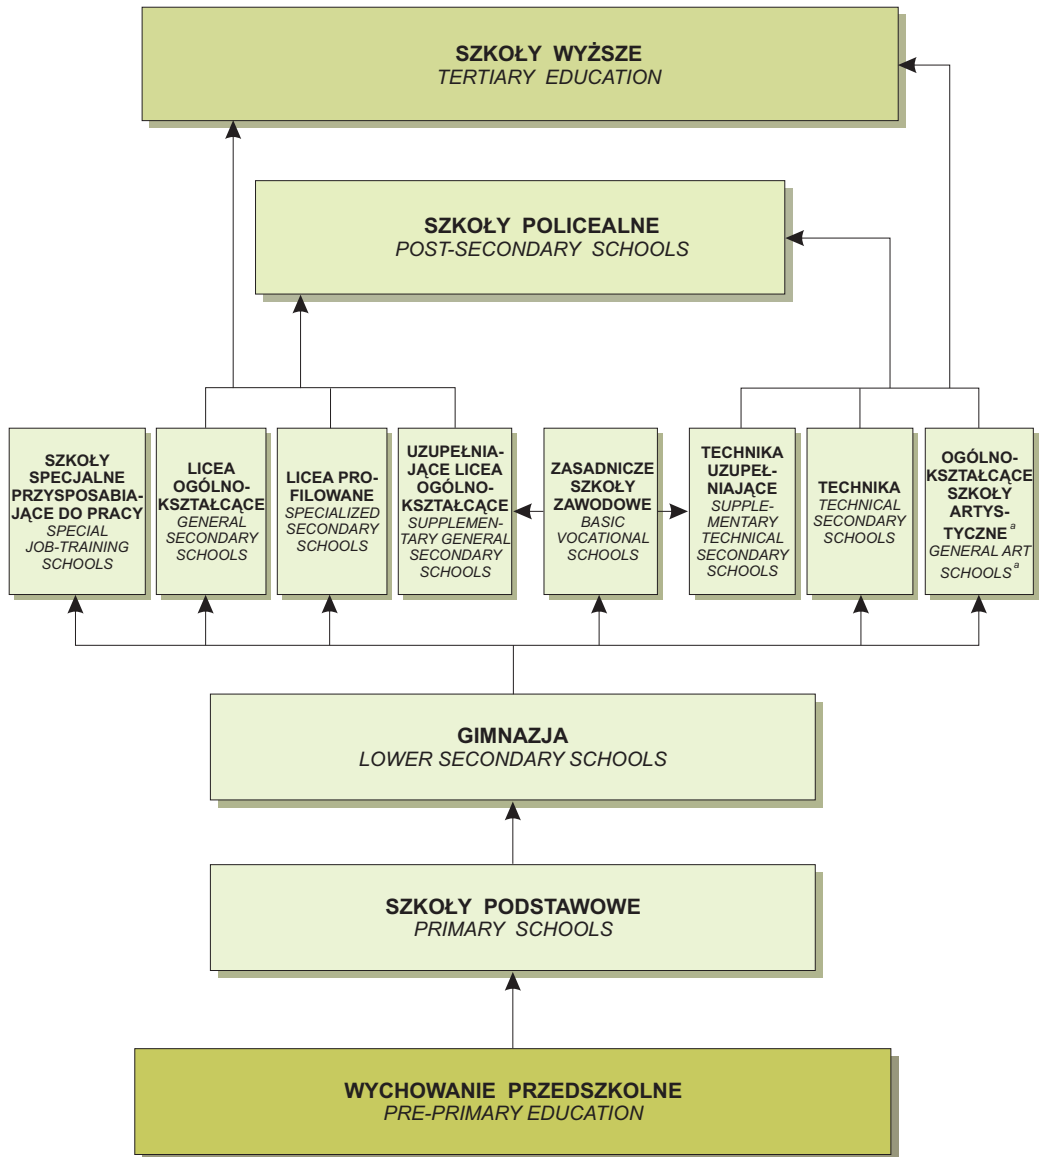 SZKOŁY WYŻSZE
TERTIARY EDUCATION
SZKOŁY POLICEALNE
POST-SECONDARY SCHOOLS
SZKOŁY
SPECJALNE
PRZYSPOSABIA-
JĄCE DO PRACY
SPECIAL
JOB-TRAINING
SCHOOLS
LICEA
OGÓLNO-
KSZTAŁCĄCE
GENERAL
SECONDARY
SCHOOLS
LICEA PRO-
FILOWANE
SPECIALIZED
SECONDARY
SCHOOLS
UZUPEŁNIA-
JĄCE LICEA
OGÓLNO-
KSZTAŁCĄCE
SUPPLEMEN-
TARY GENERAL
SECONDARY
SCHOOLS
ZASADNICZE
SZKOŁY
ZAWODOWE
BASIC
VOCATIONAL
SCHOOLS
TECHNIKA
UZUPEŁ-
NIAJĄCE
SUPPLE-
MENTARY
TECHNICAL
SECONDARY
SCHOOLS
TECHNIKA
TECHNICAL
SECONDARY
SCHOOLS
OGÓLNO-
KSZTAŁCĄCE
SZKOŁY
ARTYS-
TYCZNE a
GENERAL ART
SCHOOLS a
GIMNAZJA
LOWER SECONDARY SCHOOLS
SZKOŁY PODSTAWOWE
PRIMARY SCHOOLS
WYCHOWANIE PRZEDSZKOLNE
PRE-PRIMARY EDUCATION